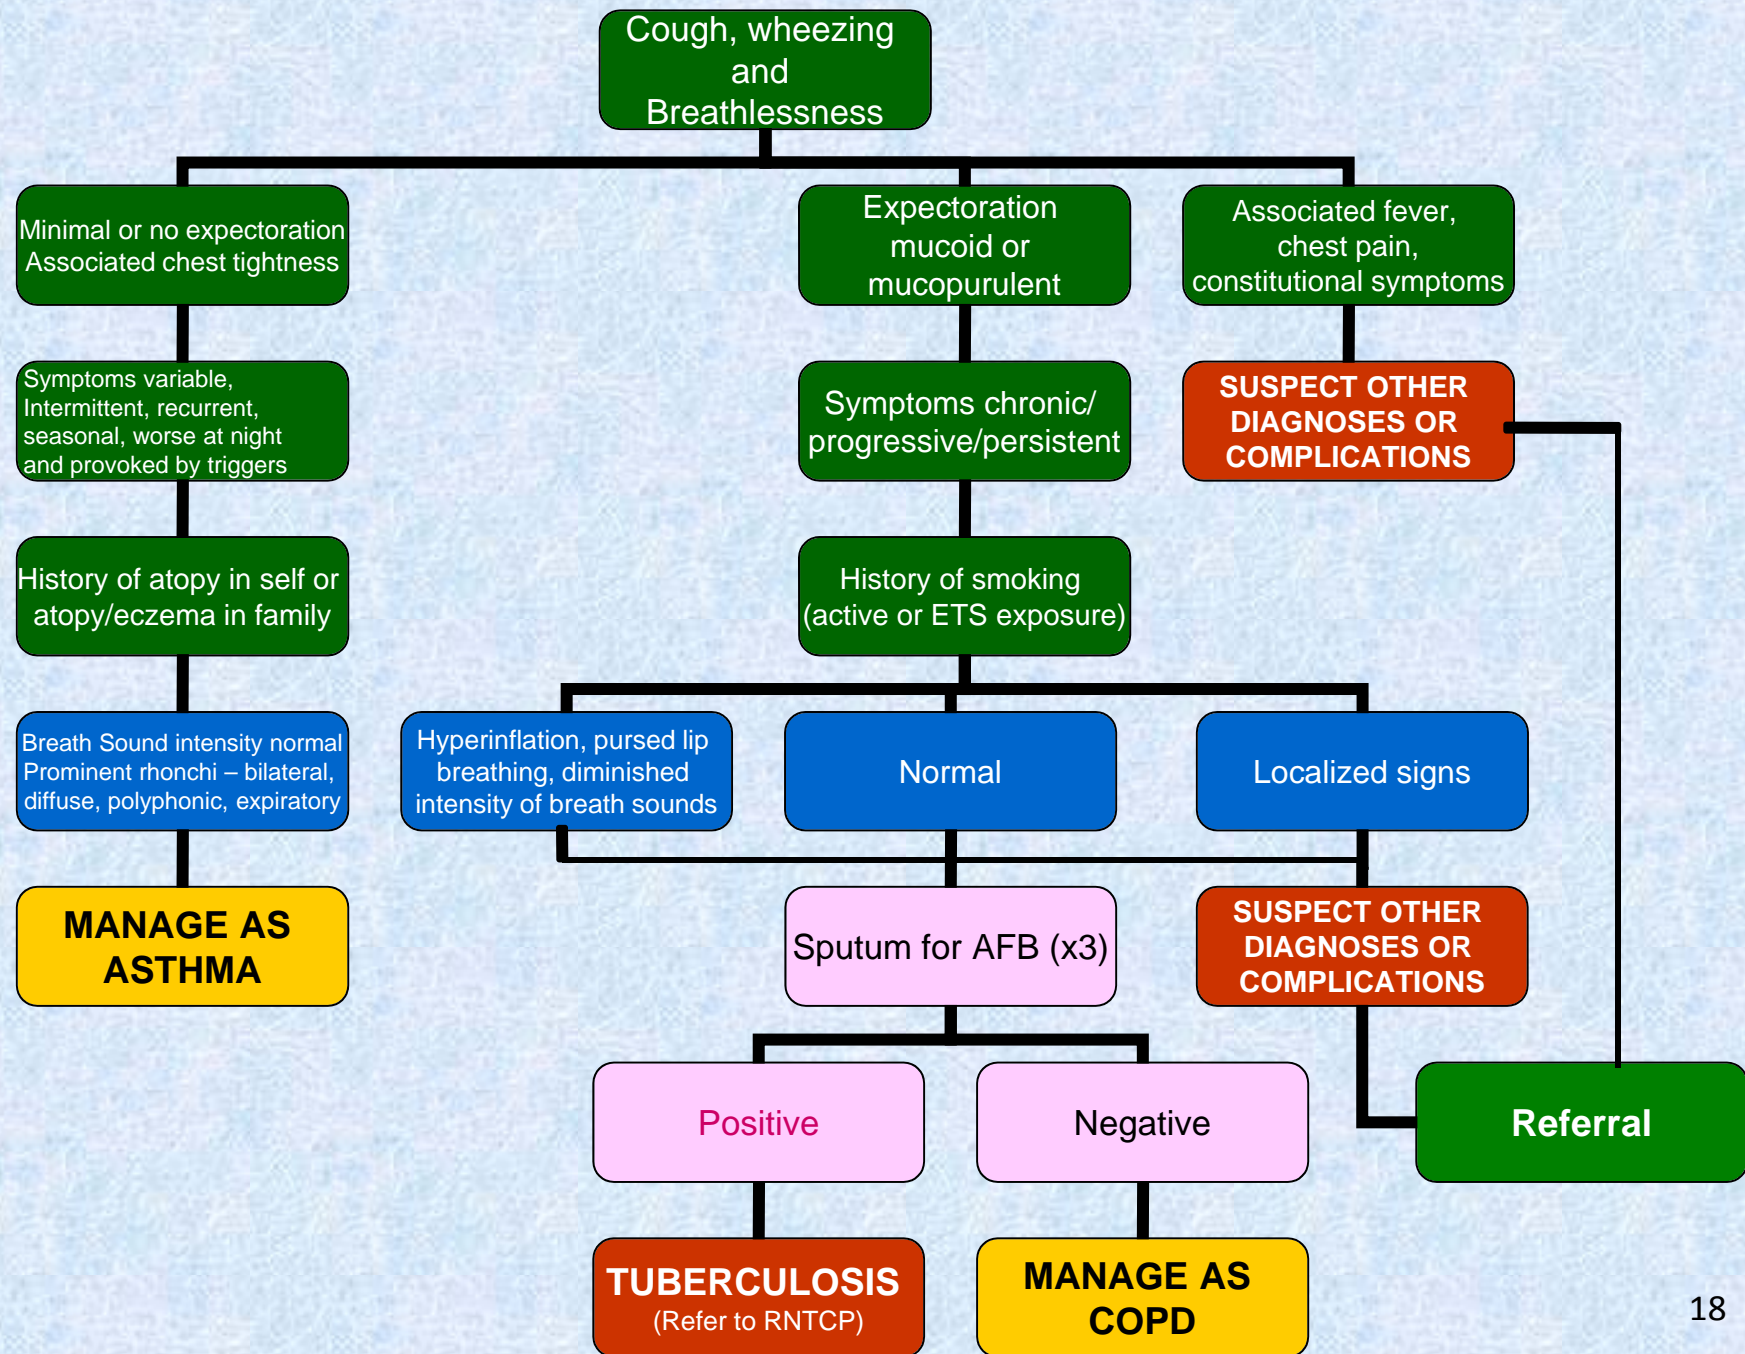 Cough, wheezing
and
Breathlessness
Minimal or no expectoration
Associated chest tightness
Expectoration
mucoid or
mucopurulent
Associated fever,
chest pain,
constitutional symptoms
Symptoms variable,
Intermittent, recurrent,
seasonal, worse at night
and provoked by triggers
Symptoms chronic/
progressive/persistent
SUSPECT OTHER
DIAGNOSES OR
COMPLICATIONS
History of atopy in self or
atopy/eczema in family
History of smoking
(active or ETS exposure)
Breath Sound intensity normal
Prominent rhonchi – bilateral,
diffuse, polyphonic, expiratory
Hyperinflation, pursed lip
breathing, diminished
intensity of breath sounds
Normal
Localized signs
MANAGE AS
ASTHMA
Sputum for AFB (x3)
SUSPECT OTHER
DIAGNOSES OR
COMPLICATIONS
Positive
Negative
Referral
TUBERCULOSIS
(Refer to RNTCP)
MANAGE AS
COPD
18